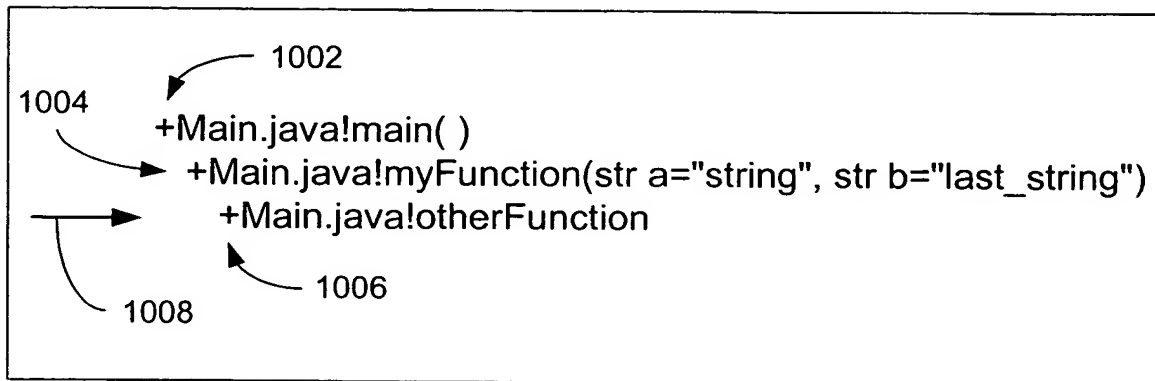 1002
1004
+Main.java!main( )
+Main.java!myFunction(str a="string", str b="last_string")
+Main.java!otherFunction
1006
1008